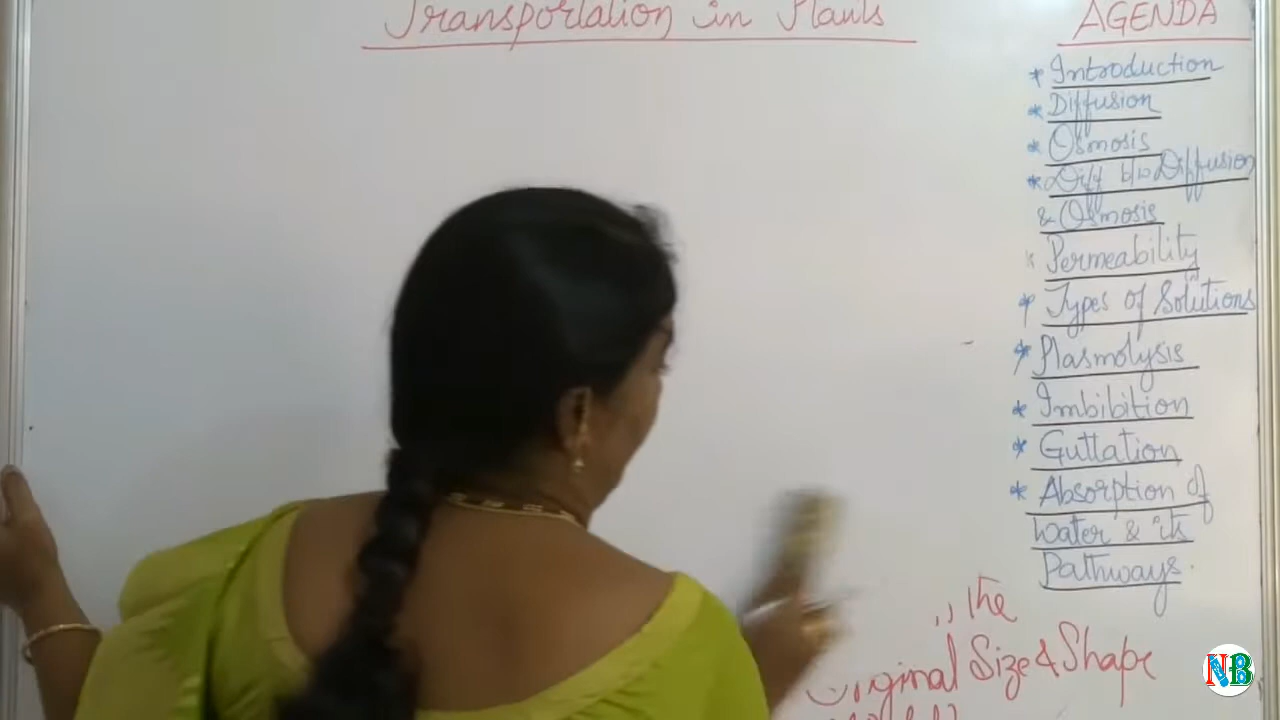 Transportation in Plants
AGENDA
* Introduction
* Diffusion
* Osmosis
* Diff b/w Diffusion
& Osmosis
* Permeability
* Types of Solutions
* Plasmolysis
* Imbibition
* Guttation
* Absorption of
Water & its
Pathways.
,, the
Original Size & Shape
NB